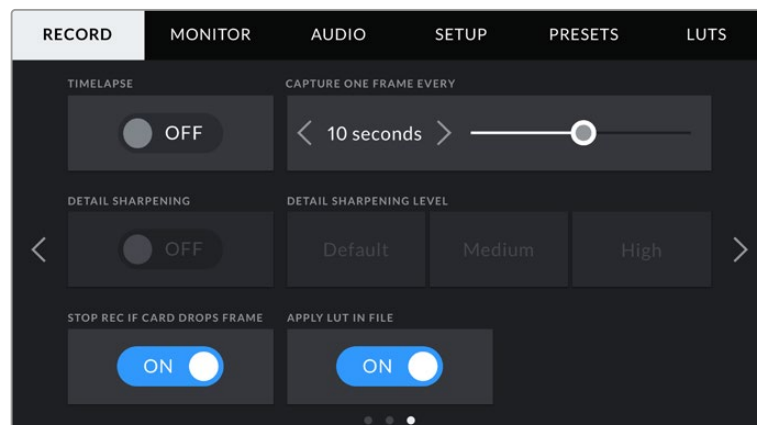 RECORD MONITOR AUDIO SETUP PRESETS LUTS
TIMELAPSE CAPTURE ONE FRAME EVERY
OFF 10 seconds
DETAIL SHARPENING DETAIL SHARPENING LEVEL
OFF Default Medium High
STOP REC IF CARD DROPS FRAME APPLY LUT IN FILE
ON ON